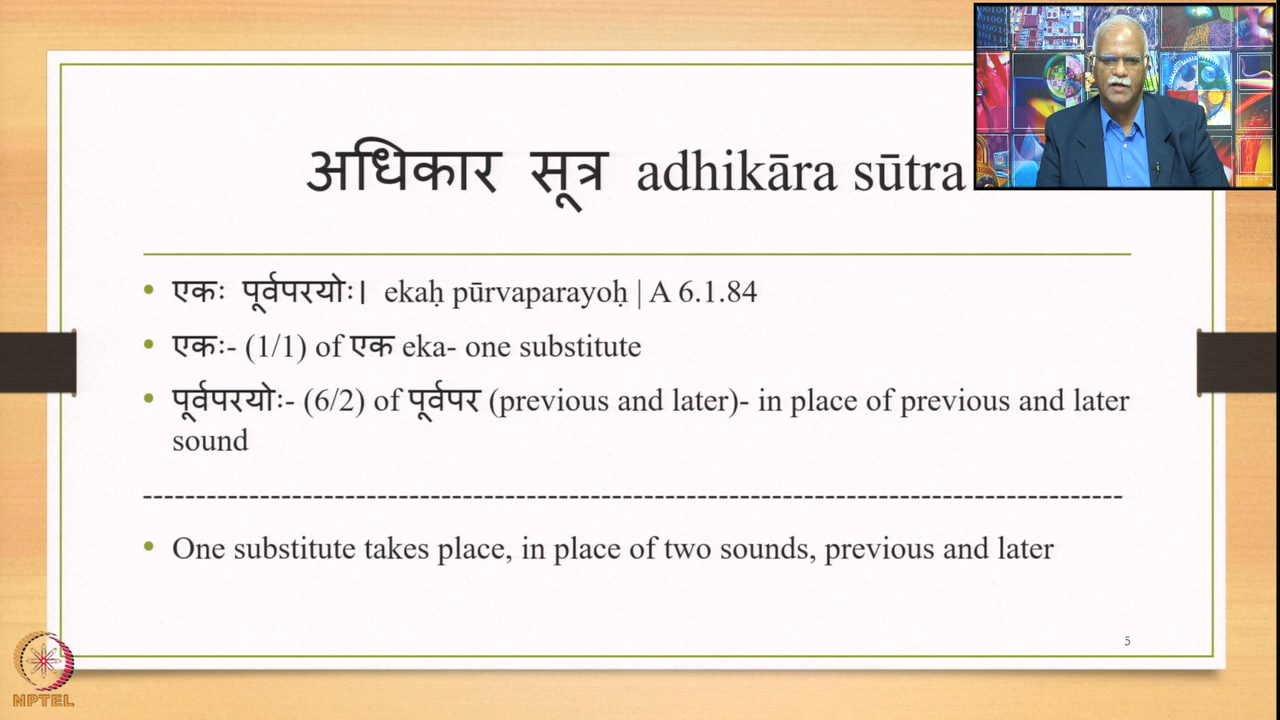 अधिकार सूत्र adhikāra sūtra
• एकः पूर्वपरयोः। ekaḥ pūrvaparayoḥ | A 6.1.84
• एकः- (1/1) of एक eka- one substitute
• पूर्वपरयोः- (6/2) of पूर्वपर (previous and later)- in place of previous and later
sound
-----------------------------------------------------------------------------------------------
• One substitute takes place, in place of two sounds, previous and later
5
NPTEL